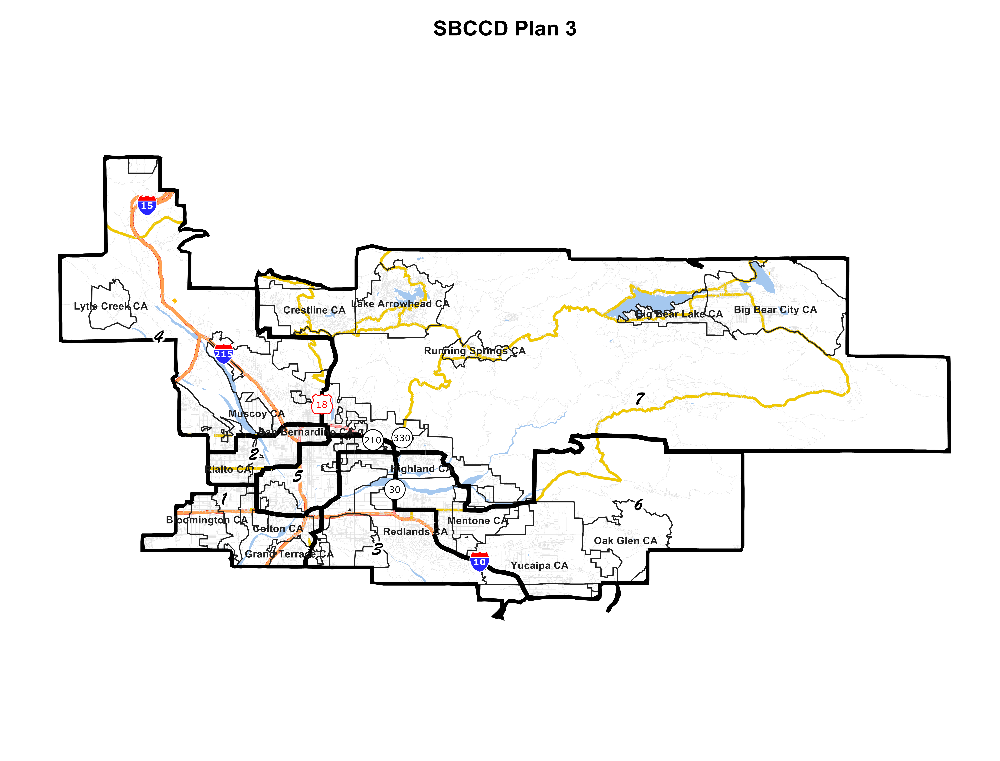 SBCCD Plan 3
15
Lytle Creek CA
Crestline CA
Lake Arrowhead CA
Big Bear Lake CA
Big Bear City CA
4
215
Running Springs CA
7
18
Muscoy CA
San Bernardino CA
210
330
2
Rialto CA
5
Highland CA
30
1
6
Bloomington CA
Colton CA
Mentone CA
Redlands CA
Oak Glen CA
3
Grand Terrace CA
10
Yucaipa CA